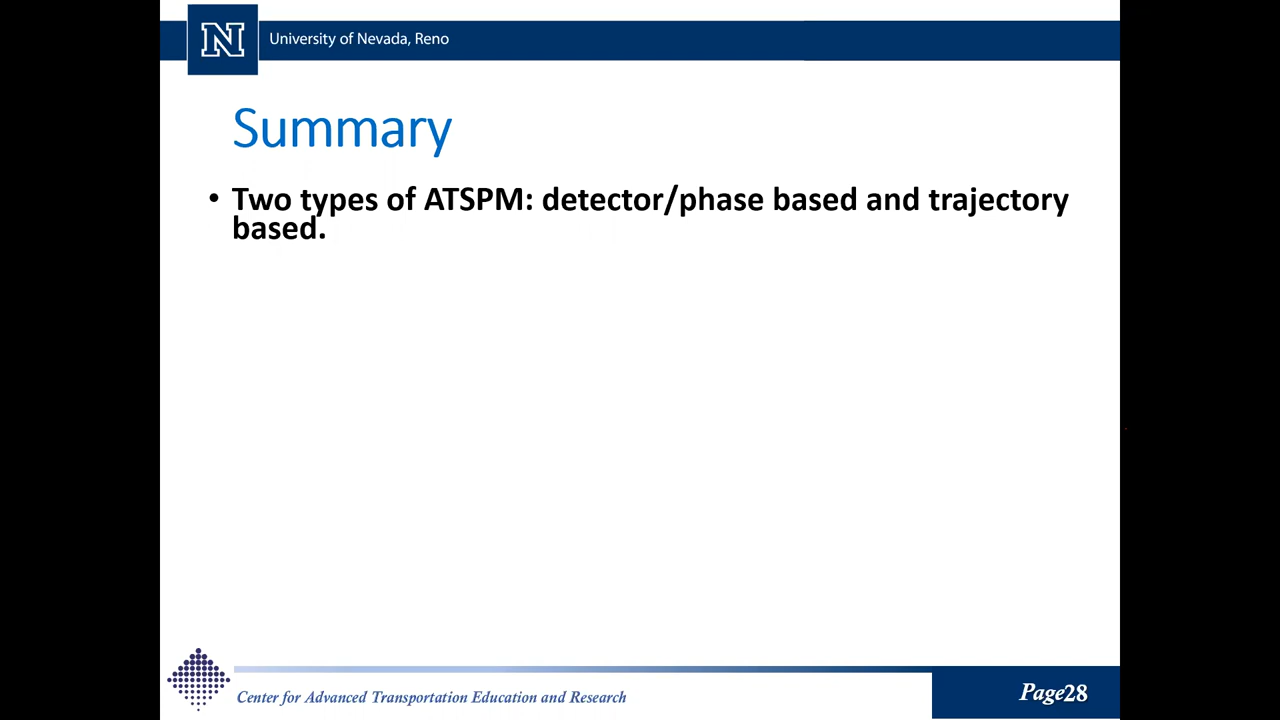 N
University of Nevada, Reno
Summary
• Two types of ATSPM: detector/phase based and trajectory
based.
Center for Advanced Transportation Education and Research
Page28